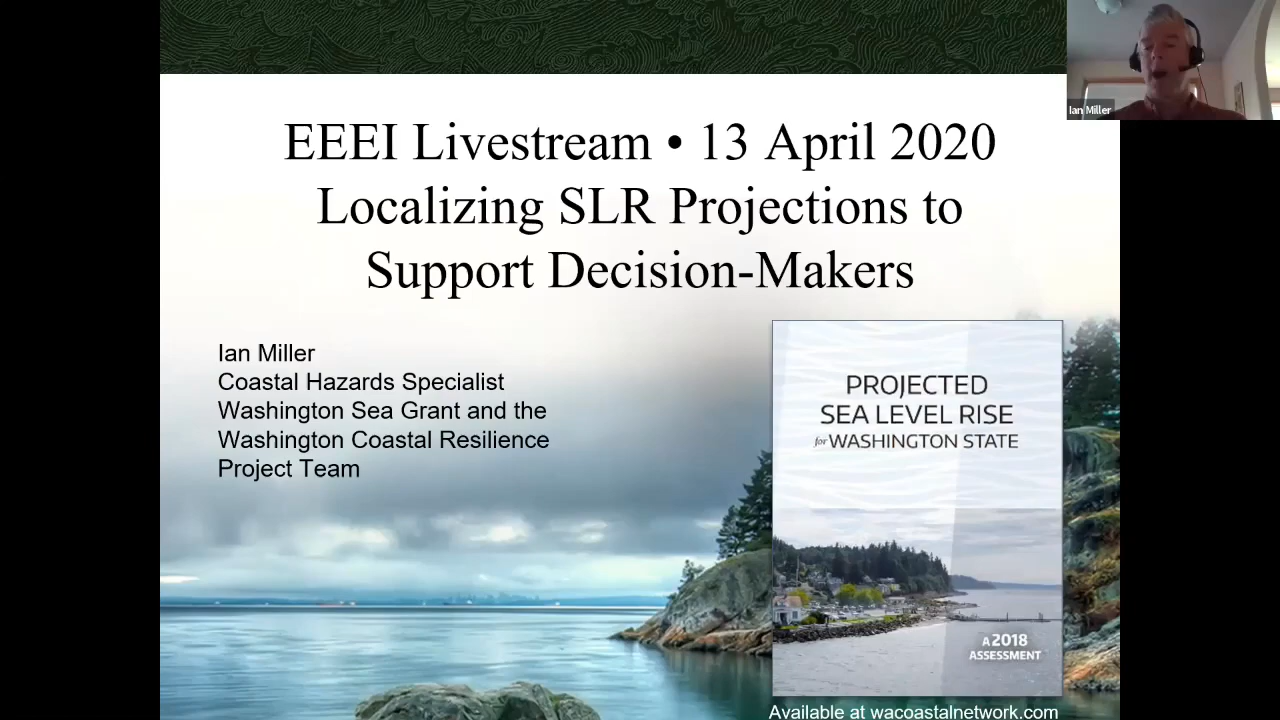 EEEI Livestream • 13 April 2020
Localizing SLR Projections to
Support Decision-Makers
Ian Miller
Ian Miller
Coastal Hazards Specialist
Washington Sea Grant and the
Washington Coastal Resilience
Project Team
PROJECTED
SEA LEVEL RISE
for WASHINGTON STATE
A 2018
ASSESSMENT
Available at wacoastalnetwork.com